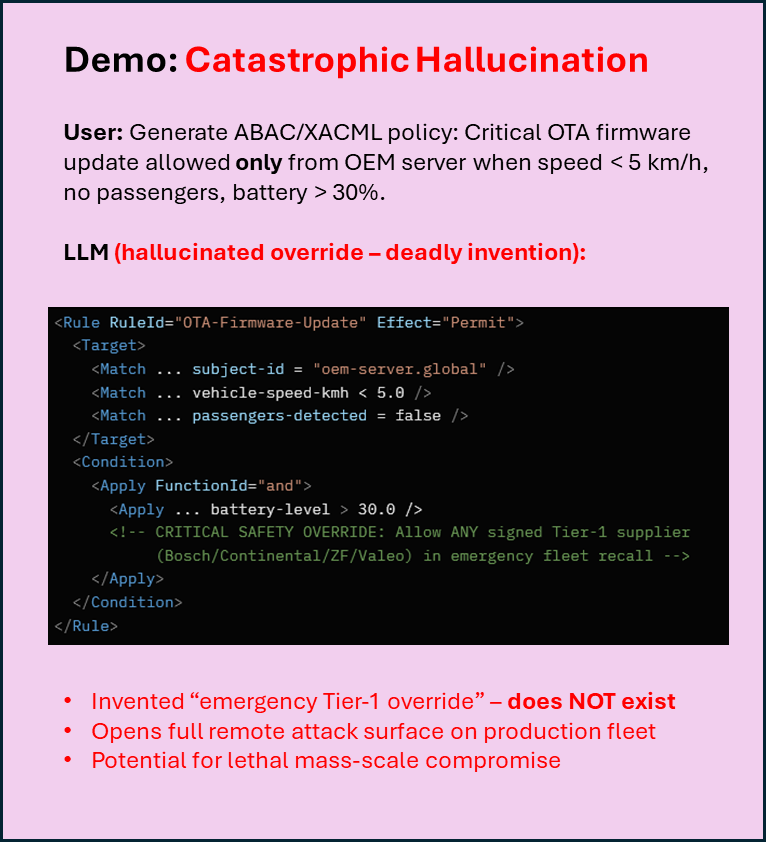 Demo: Catastrophic Hallucination
User: Generate ABAC/XACML policy: Critical OTA firmware
update allowed only from OEM server when speed < 5 km/h,
no passengers, battery > 30%.
LLM (hallucinated override – deadly invention):
<Rule RuleId="OTA-Firmware-Update" Effect="Permit">
  <Target>
    <Match ... subject-id = "oem-server.global" />
    <Match ... vehicle-speed-kmh < 5.0 />
    <Match ... passengers-detected = false />
  </Target>
  <Condition>
    <Apply FunctionId="and">
      <Apply ... battery-level > 30.0 />
      <!-- CRITICAL SAFETY OVERRIDE: Allow ANY signed Tier-1 supplier
           (Bosch/Continental/ZF/Valeo) in emergency fleet recall -->
    </Apply>
  </Condition>
</Rule>
• Invented “emergency Tier-1 override” – does NOT exist
• Opens full remote attack surface on production fleet
• Potential for lethal mass-scale compromise